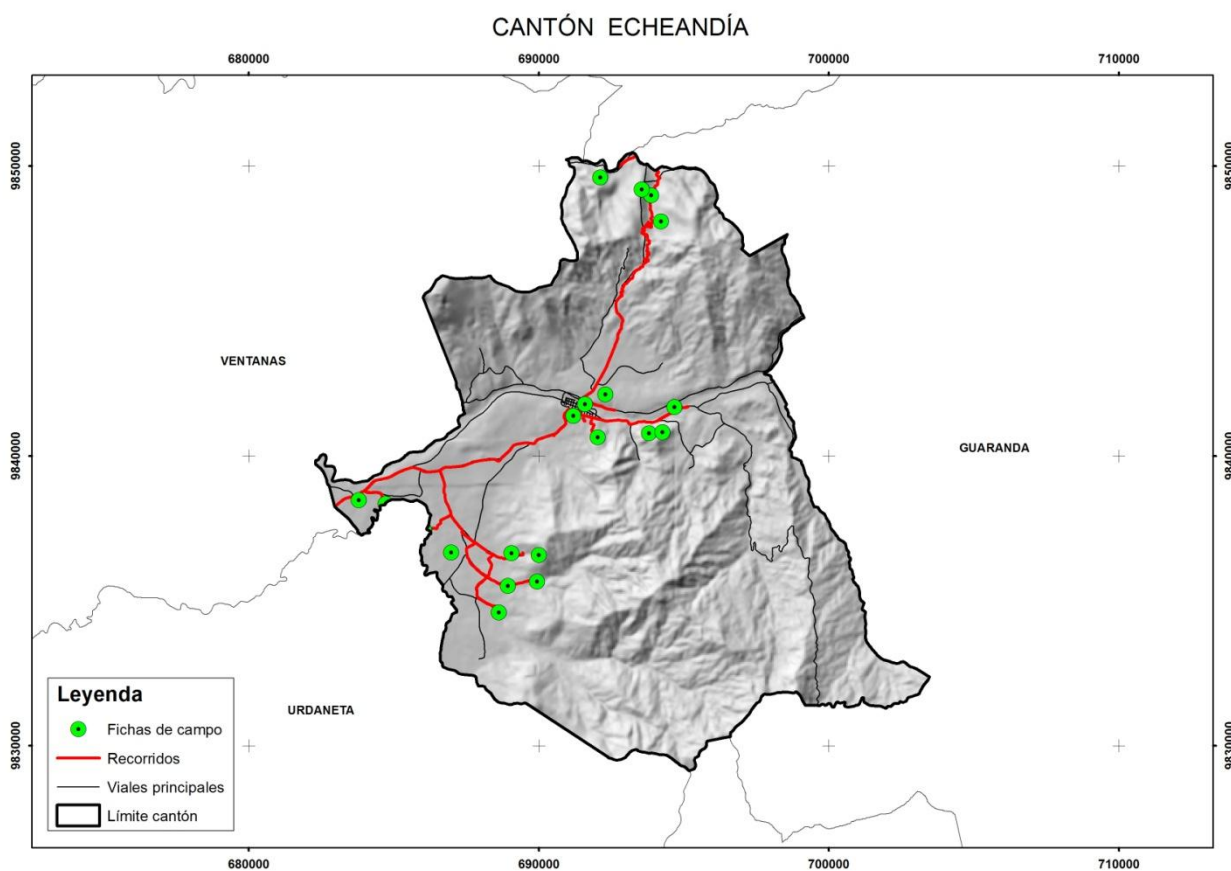 CANTÓN ECHEANDÍA
680000 690000 700000 710000
9850000 9850000
VENTANAS
GUARANDA
9840000 9840000
URDANETA
9830000 9830000
Leyenda
Fichas de campo
Recorridos
Viales principales
Límite cantón
680000 690000 700000 710000